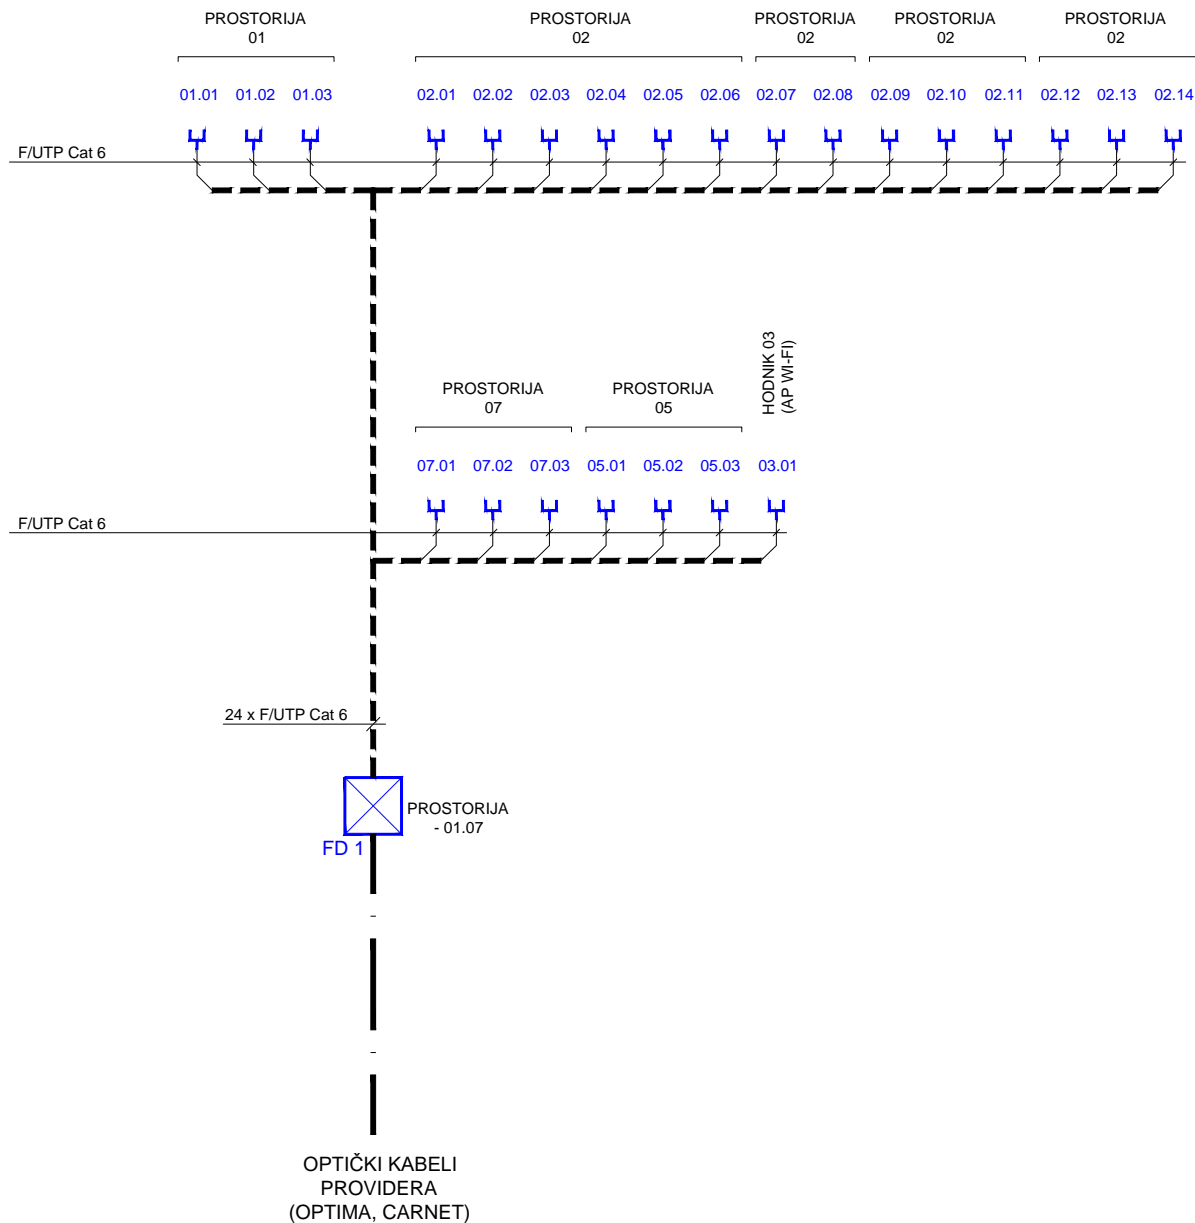 PROSTORIJA
01
PROSTORIJA
02
PROSTORIJA
02
PROSTORIJA
02
PROSTORIJA
02
01.01 01.02 01.03 02.01 02.02 02.03 02.04 02.05 02.06 02.07 02.08 02.09 02.10 02.11 02.12 02.13 02.14
F/UTP Cat 6
HODNIK 03
(AP WI-FI)
PROSTORIJA
07
PROSTORIJA
05
07.01 07.02 07.03 05.01 05.02 05.03 03.01
F/UTP Cat 6
24 x F/UTP Cat 6
PROSTORIJA
- 01.07
FD 1
OPTIČKI KABELI
PROVIDERA
(OPTIMA, CARNET)